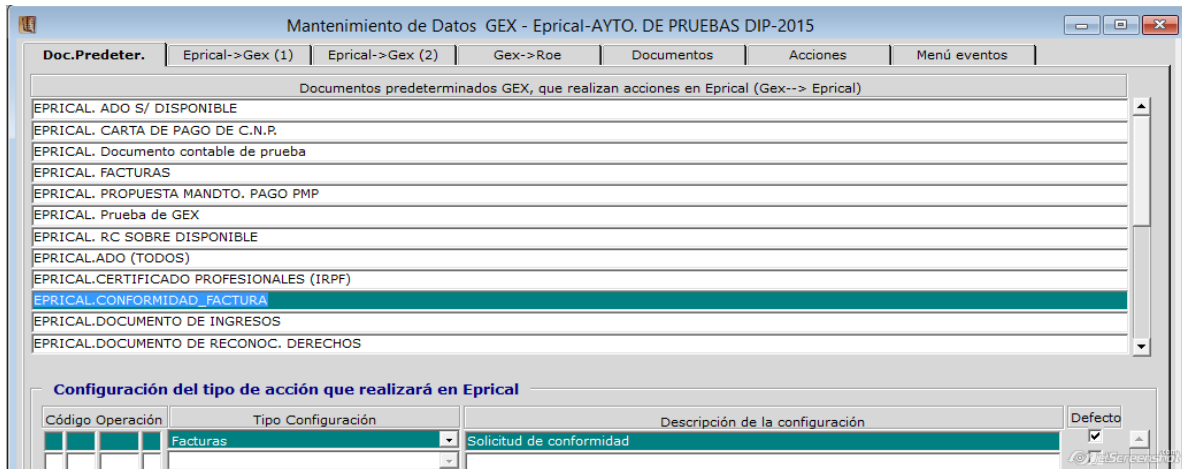 Mantenimiento de Datos GEX - Eprical-AYTO. DE PRUEBAS DIP-2015
Doc.Predeter. Eprical->Gex (1) Eprical->Gex (2) Gex->Roe Documentos Acciones Menú eventos
Documentos predeterminados GEX, que realizan acciones en Eprical (Gex--> Eprical)
EPRICAL. ADO S/ DISPONIBLE
EPRICAL. CARTA DE PAGO DE C.N.P.
EPRICAL. Documento contable de prueba
EPRICAL. FACTURAS
EPRICAL. PROPUESTA MANDTO. PAGO PMP
EPRICAL. Prueba de GEX
EPRICAL. RC SOBRE DISPONIBLE
EPRICAL.ADO (TODOS)
EPRICAL.CERTIFICADO PROFESIONALES (IRPF)
EPRICAL.CONFORMIDAD_FACTURA
EPRICAL.DOCUMENTO DE INGRESOS
EPRICAL.DOCUMENTO DE RECONOC. DERECHOS
Configuración del tipo de acción que realizará en Eprical
Código Operación Tipo Configuración Descripción de la configuración Defecto
Facturas Solicitud de conformidad